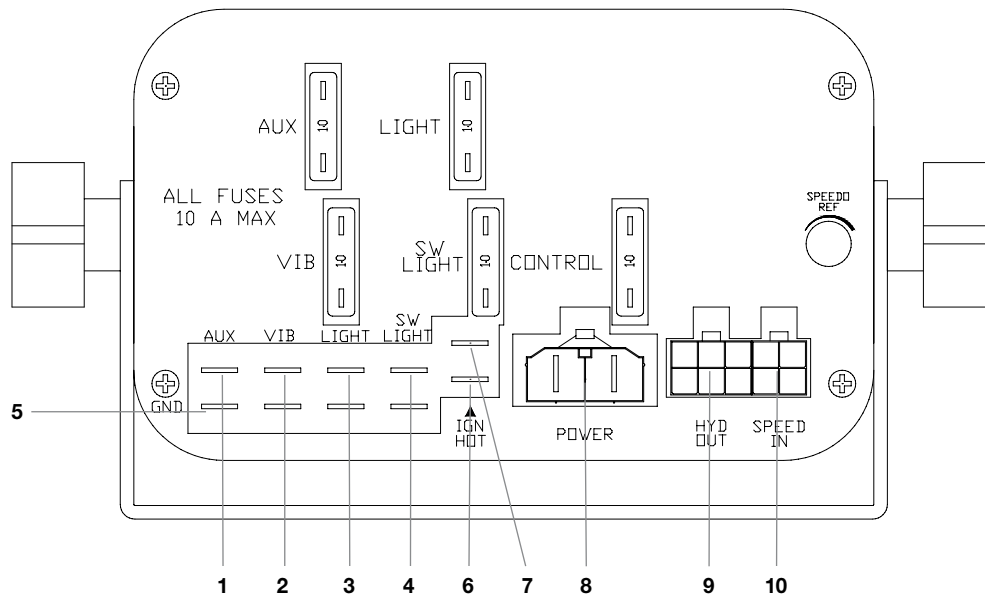 AUX
10
LIGHT
10
ALL FUSES
10 A MAX
SPEEDO
REF
VIB
10
SW
LIGHT
10
CONTROL
10
AUX
VIB
LIGHT
SW
LIGHT
5
GND
IGN
HOT
POWER
HYD
OUT
SPEED
IN
1
2
3
4
6
7
8
9
10